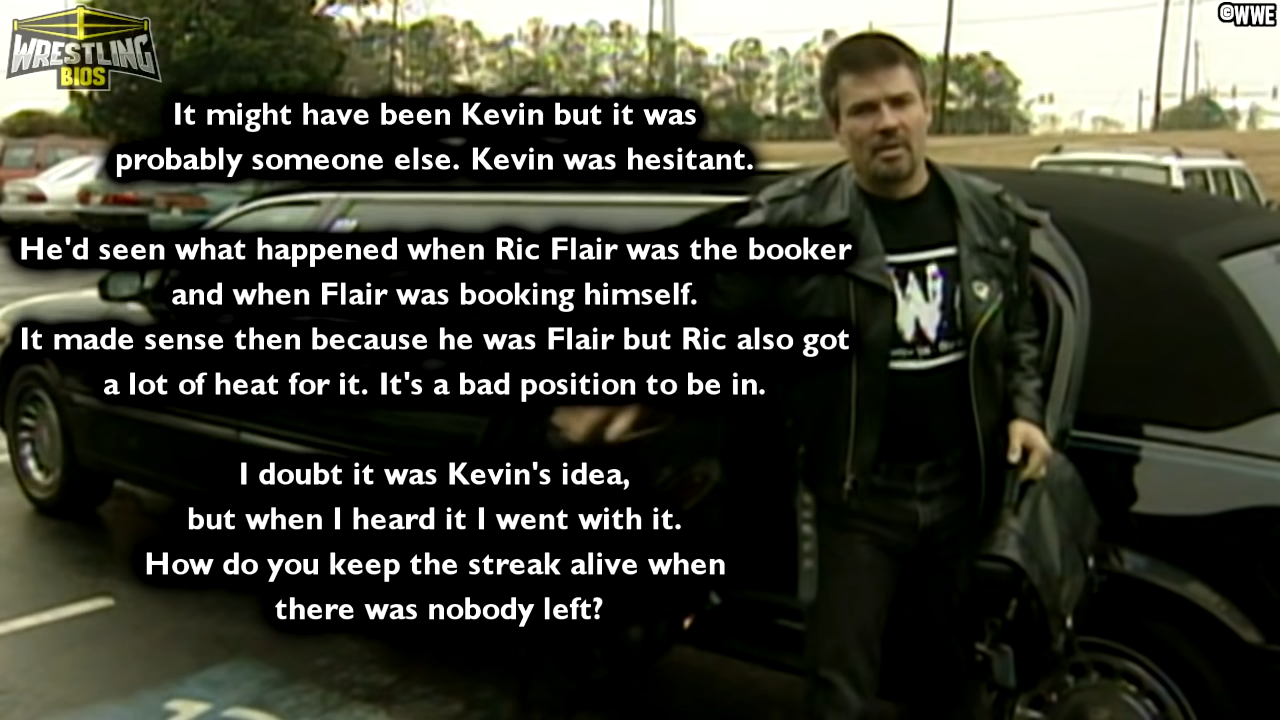 ©WWE
WRESTLING
BIOS
It might have been Kevin but it was
probably someone else. Kevin was hesitant.
He'd seen what happened when Ric Flair was the booker
and when Flair was booking himself.
It made sense then because he was Flair but Ric also got
a lot of heat for it. It's a bad position to be in.
I doubt it was Kevin's idea,
but when I heard it I went with it.
How do you keep the streak alive when
there was nobody left?